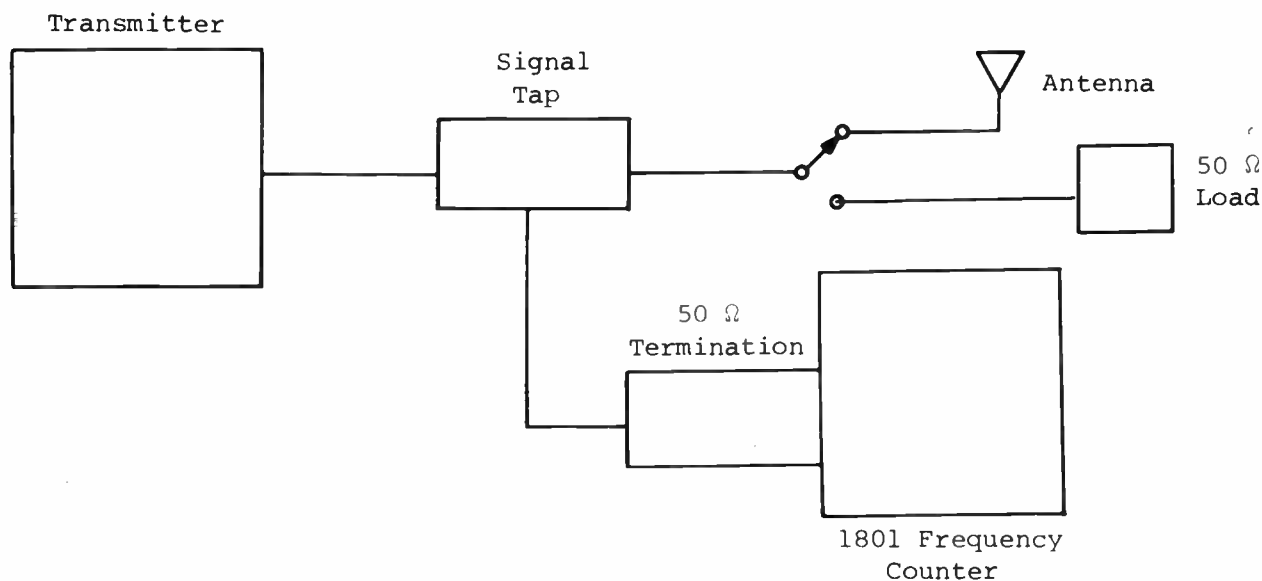 Transmitter
Signal
Tap
Antenna
50 Ω
Load
50 Ω
Termination
1801 Frequency
Counter